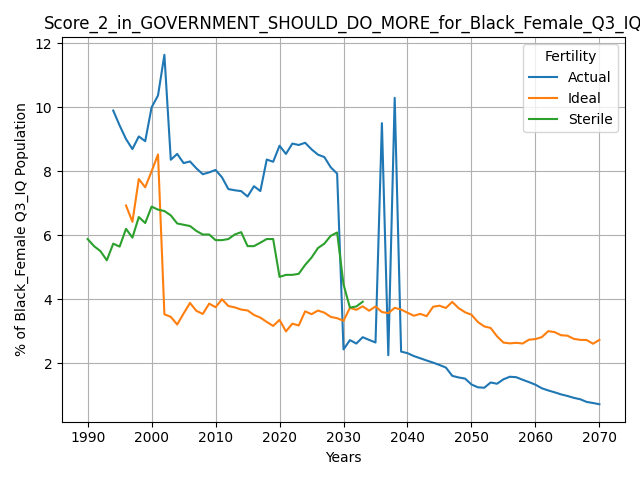 Score_2_in_GOVERNMENT_SHOULD_DO_MORE_for_Black_Female_Q3_IQ
Fertility
Actual
Ideal
Sterile
% of Black_Female Q3_IQ Population
12
10
8
6
4
2
1990 2000 2010 2020 2030 2040 2050 2060 2070
Years